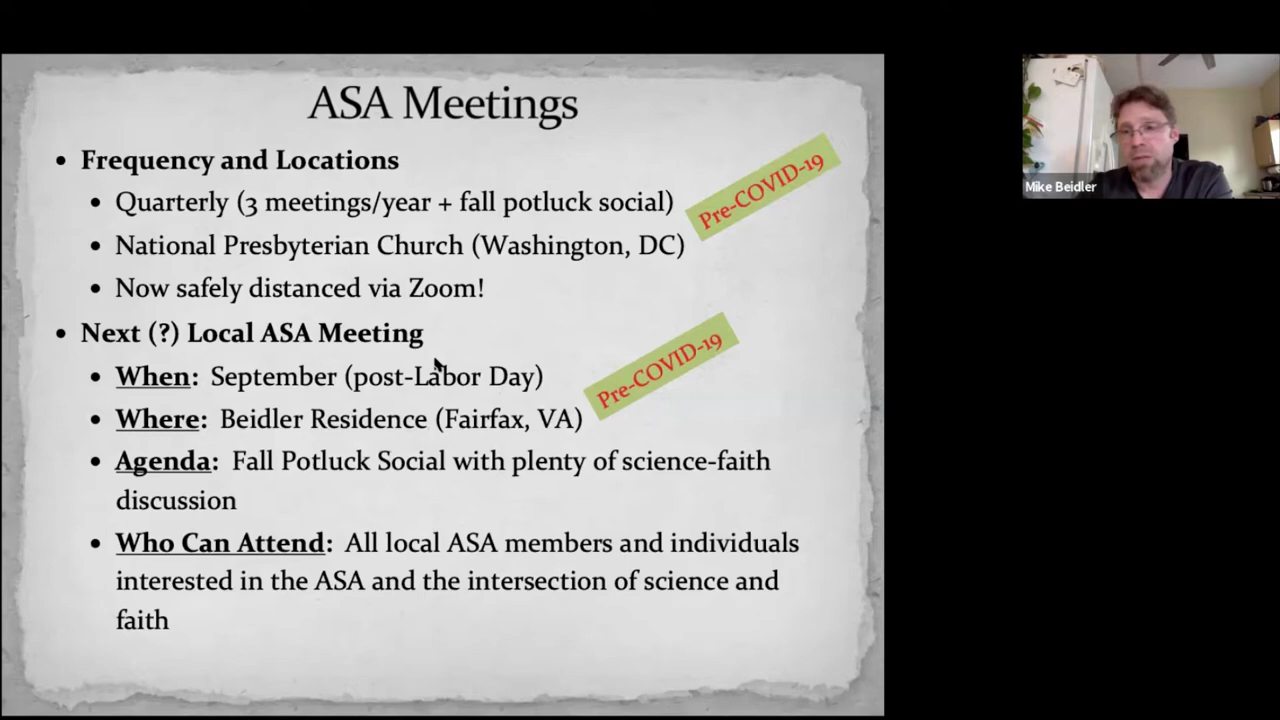 ASA Meetings
• Frequency and Locations
• Quarterly (3 meetings/year + fall potluck social)
Pre-COVID-19
• National Presbyterian Church (Washington, DC)
• Now safely distanced via Zoom!
• Next (?) Local ASA Meeting
• When: September (post-Labor Day)
Pre-COVID-19
• Where: Beidler Residence (Fairfax, VA)
• Agenda: Fall Potluck Social with plenty of science-faith
discussion
• Who Can Attend: All local ASA members and individuals
interested in the ASA and the intersection of science and
faith
Mike Beidler